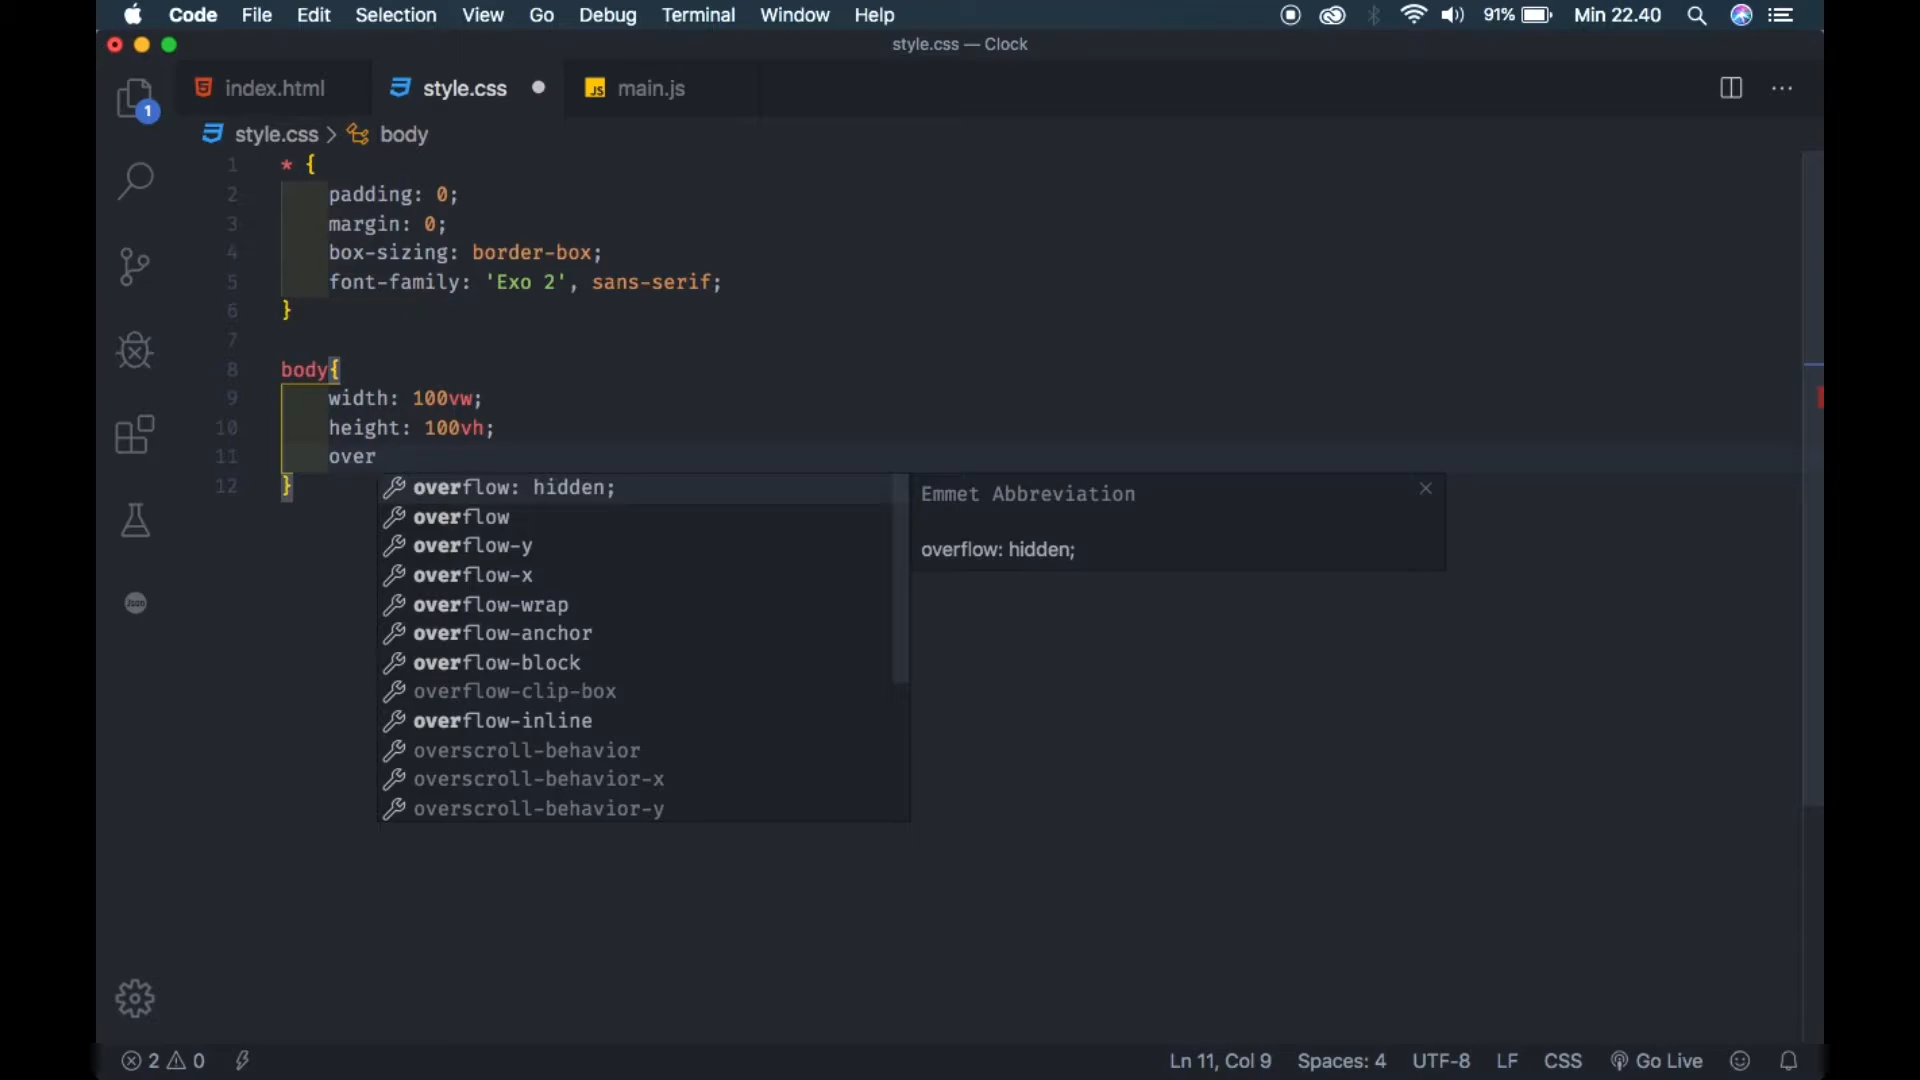 Code File Edit Selection View Go Debug Terminal Window Help 91% Min 22.40
style.css — Clock
index.html style.css JS main.js
1
style.css > body
1 * {
2 padding: 0;
3 margin: 0;
4 box-sizing: border-box;
5 font-family: 'Exo 2', sans-serif;
6 }
7
8 body{
9 width: 100vw;
10 height: 100vh;
11 over
12 }
overflow: hidden;
overflow
overflow-y
overflow-x
overflow-wrap
overflow-anchor
overflow-block
overflow-clip-box
overflow-inline
overscroll-behavior
overscroll-behavior-x
overscroll-behavior-y
Emmet Abbreviation
overflow: hidden;
json
2 0 Ln 11, Col 9 Spaces: 4 UTF-8 LF CSS Go Live